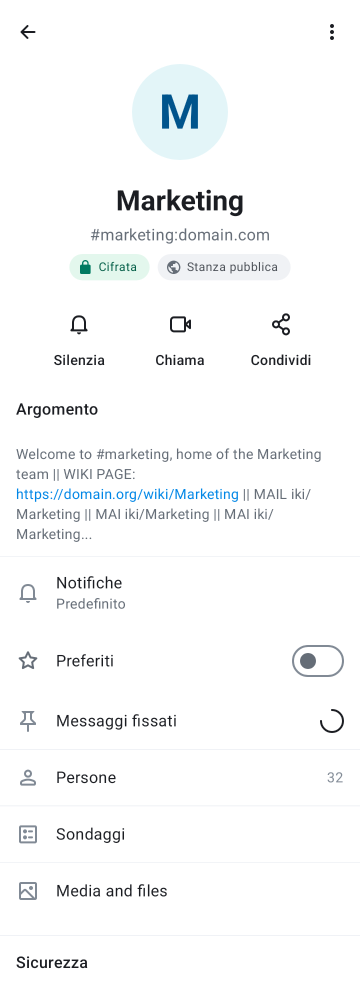 M
Marketing
#marketing:domain.com
Cifrata
Stanza pubblica
Silenzia
Chiama
Condividi
Argomento
Welcome to #marketing, home of the Marketing
team || WIKI PAGE:
https://domain.org/wiki/Marketing || MAIL iki/
Marketing || MAI iki/Marketing || MAI iki/
Marketing...
Notifiche
Predefinito
Preferiti
Messaggi fissati
Persone 32
Sondaggi
Media and files
Sicurezza